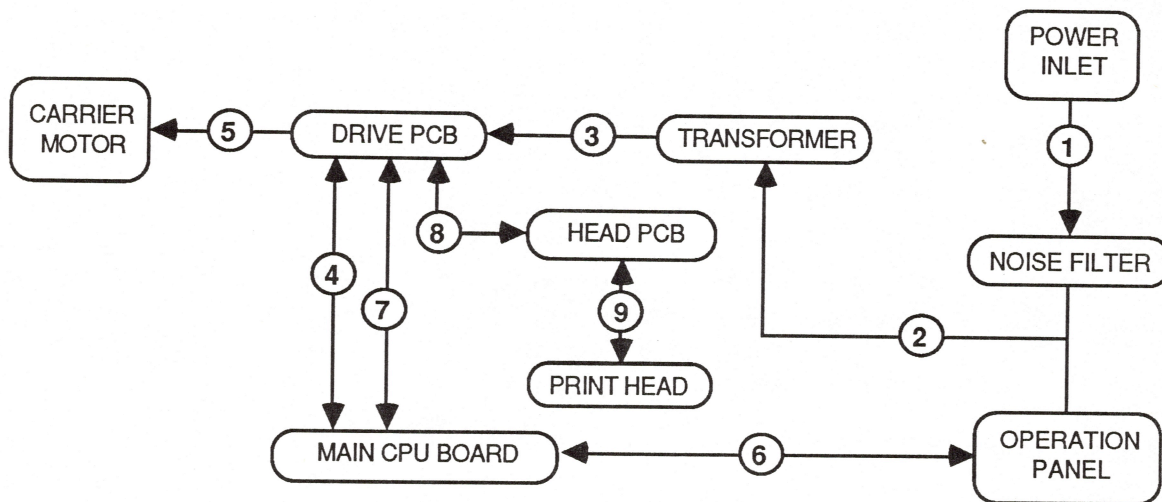 POWER
INLET
CARRIER
MOTOR
5
DRIVE PCB
3
TRANSFORMER
1
8
HEAD PCB
NOISE FILTER
4
7
9
2
PRINT HEAD
MAIN CPU BOARD
6
OPERATION
PANEL